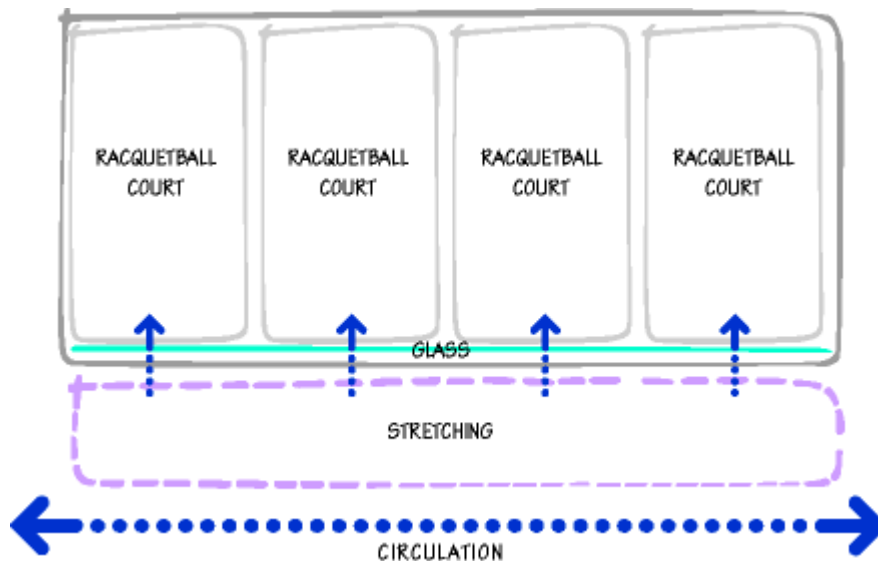 RACQUETBALL RACQUETBALL RACQUETBALL RACQUETBALL
COURT COURT COURT COURT
GLASS
STRETCHING
CIRCULATION